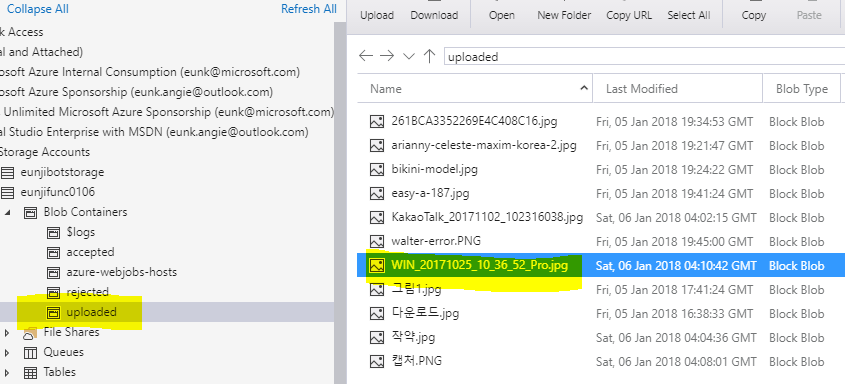 Collapse All Refresh All
k Access
al and Attached)
osoft Azure Internal Consumption (eunk@microsoft.com)
osoft Azure Sponsorship (eunk.angie@outlook.com)
Unlimited Microsoft Azure Sponsorship (eunk.angie@outlook.com)
al Studio Enterprise with MSDN (eunk.angie@outlook.com)
Storage Accounts
eunjibotstorage
eunjifunc0106
Blob Containers
$logs
accepted
azure-webjobs-hosts
rejected
uploaded
File Shares
Queues
Tables
Upload Download Open New Folder Copy URL Select All Copy Paste
uploaded
Name Last Modified Blob Type
261BCA3352269E4C408C16.jpg Fri, 05 Jan 2018 19:34:53 GMT Block Blob
arianny-celeste-maxim-korea-2.jpg Fri, 05 Jan 2018 19:21:47 GMT Block Blob
bikini-model.jpg Fri, 05 Jan 2018 19:24:22 GMT Block Blob
easy-a-187.jpg Fri, 05 Jan 2018 19:41:24 GMT Block Blob
KakaoTalk_20171102_102316038.jpg Sat, 06 Jan 2018 04:02:15 GMT Block Blob
walter-error.PNG Fri, 05 Jan 2018 19:45:00 GMT Block Blob
WIN_20171025_10_36_52_Pro.jpg Sat, 06 Jan 2018 04:10:42 GMT Block Blob
그림1.jpg Fri, 05 Jan 2018 17:41:24 GMT Block Blob
다운로드.jpg Fri, 05 Jan 2018 16:38:33 GMT Block Blob
작약.jpg Sat, 06 Jan 2018 04:04:36 GMT Block Blob
캡처.PNG Sat, 06 Jan 2018 04:08:01 GMT Block Blob